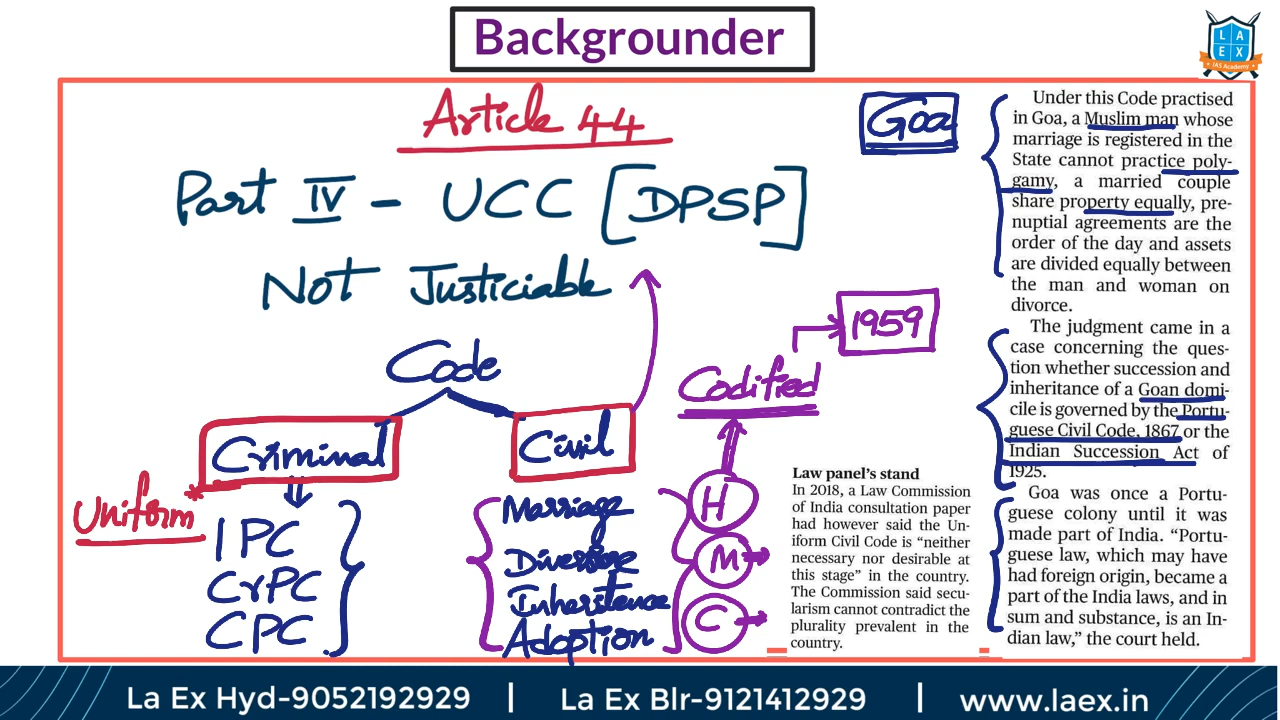 Backgrounder
L A
E X
IAS Academy
Article 44
Part IV - UCC [DPSP]
Not Justiciable
Code
Criminal
Civil
Uniform *
IPC
CrPC
CPC
Marriage
Inheritence
Adoption
H
M
C
Codified
1959
Goa
Law panel's stand
In 2018, a Law Commission
of India consultation paper
had however said the Un-
iform Civil Code is "neither
necessary nor desirable at
this stage" in the country.
The Commission said secu-
larism cannot contradict the
plurality prevalent in the
country.
Under this Code practised
in Goa, a Muslim man whose
marriage is registered in the
State cannot practice poly-
gamy, a married couple
share property equally, pre-
nuptial agreements are the
order of the day and assets
are divided equally between
the man and woman on
divorce.
The judgment came in a
case concerning the ques-
tion whether succession and
inheritance of a Goan domi-
cile is governed by the Portu-
guese Civil Code, 1867 or the
Indian Succession Act of
1925.
Goa was once a Portu-
guese colony until it was
made part of India. "Portu-
guese law, which may have
had foreign origin, became a
part of the India laws, and in
sum and substance, is an In-
dian law," the court held.
La Ex Hyd-9052192929 | La Ex Blr-9121412929 | www.laex.in